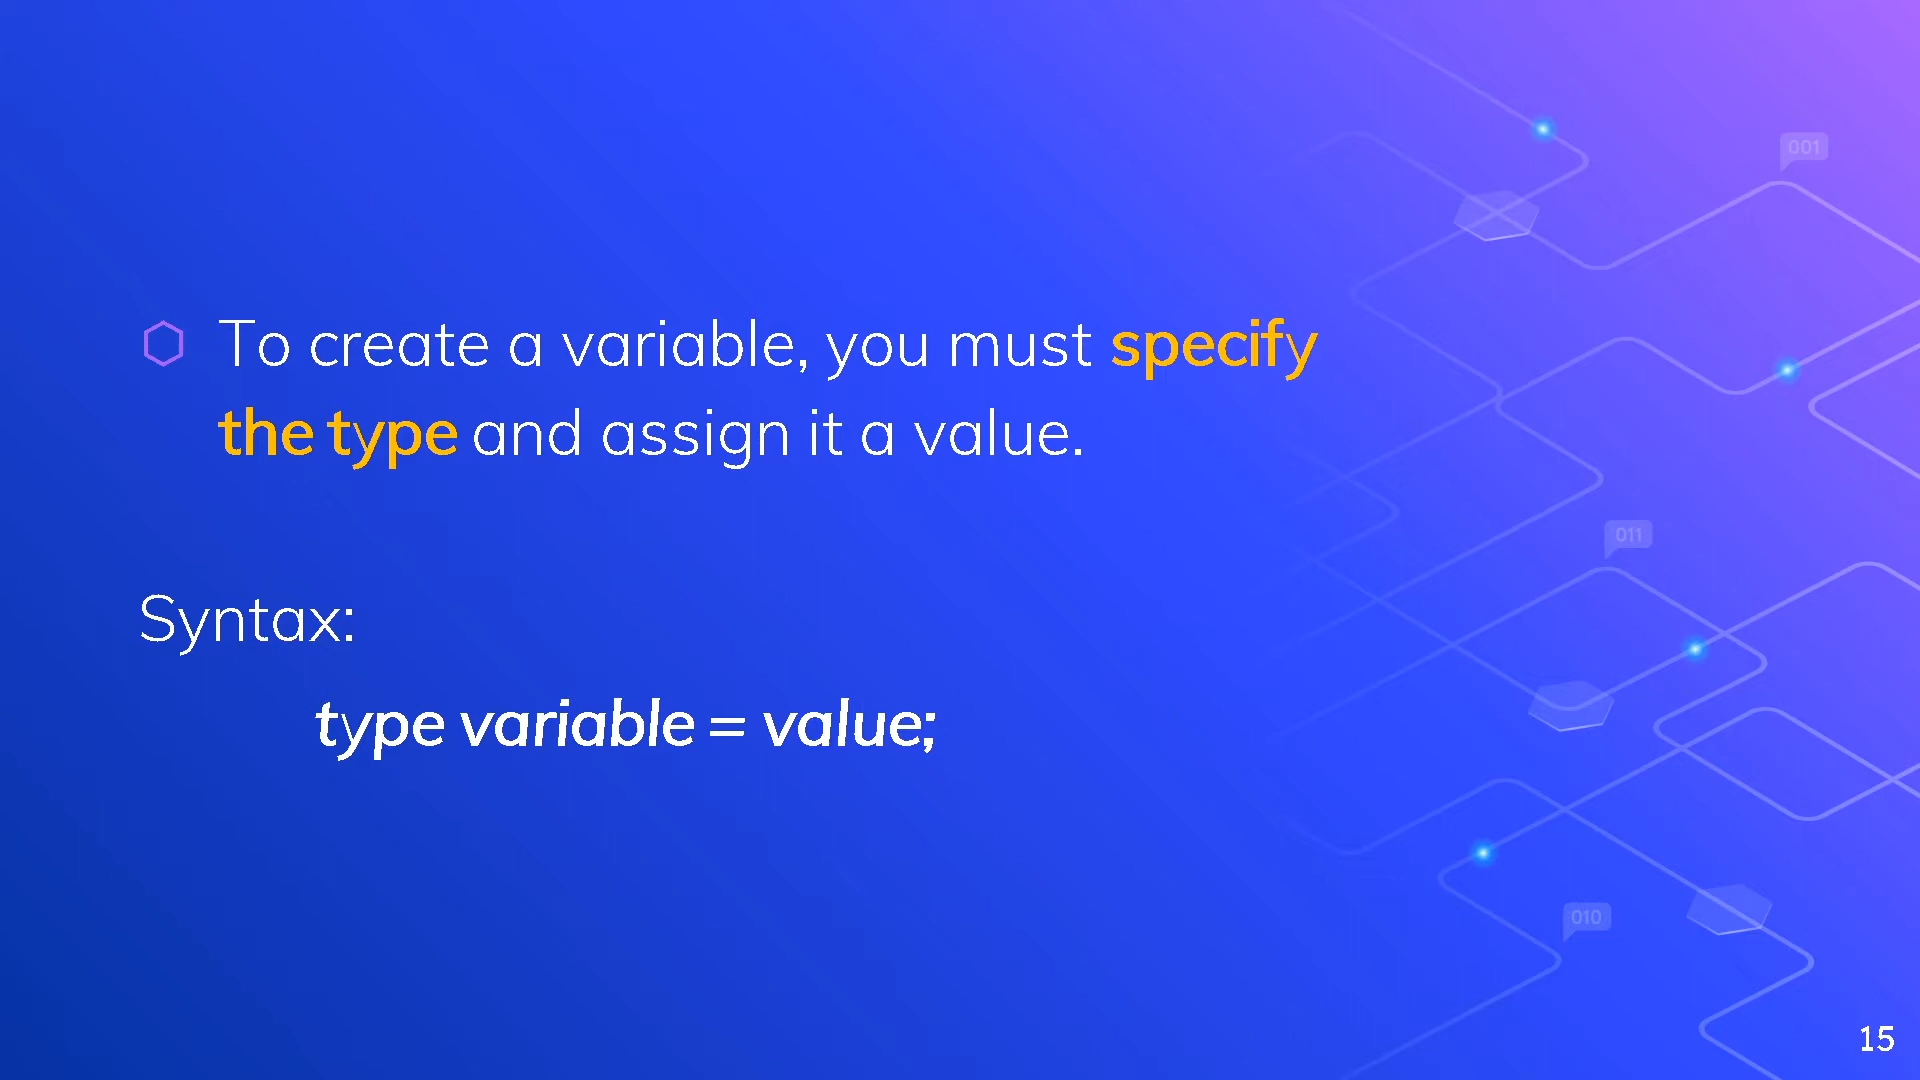 To create a variable, you must specify
the type and assign it a value.
Syntax:
type variable = value;
001
011
010
15